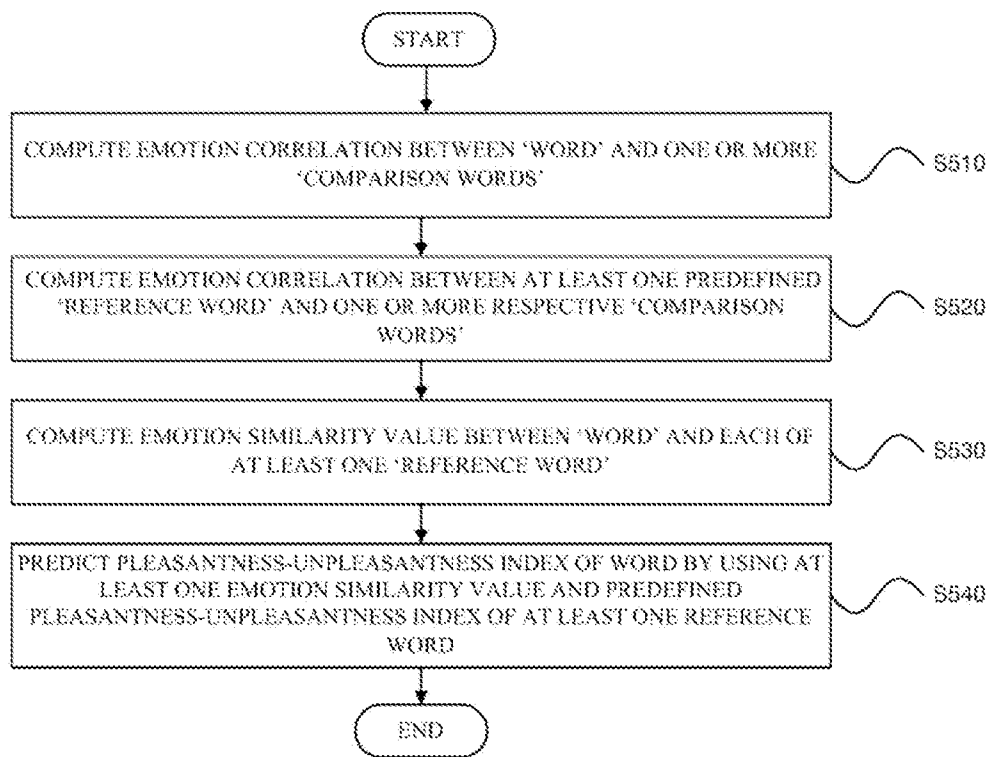 START
COMPUTE EMOTION CORRELATION BETWEEN ‘WORD’ AND ONE OR MORE
‘COMPARISON WORDS’
S510
COMPUTE EMOTION CORRELATION BETWEEN AT LEAST ONE PREDEFINED
‘REFERENCE WORD’ AND ONE OR MORE RESPECTIVE ‘COMPARISON
WORDS’
S520
COMPUTE EMOTION SIMILARITY VALUE BETWEEN ‘WORD’ AND EACH OF
AT LEAST ONE ‘REFERENCE WORD’
S530
PREDICT PLEASANTNESS-UNPLEASANTNESS INDEX OF WORD BY USING AT
LEAST ONE EMOTION SIMILARITY VALUE AND PREDEFINED
PLEASANTNESS-UNPLEASANTNESS INDEX OF AT LEAST ONE REFERENCE
WORD
S540
END